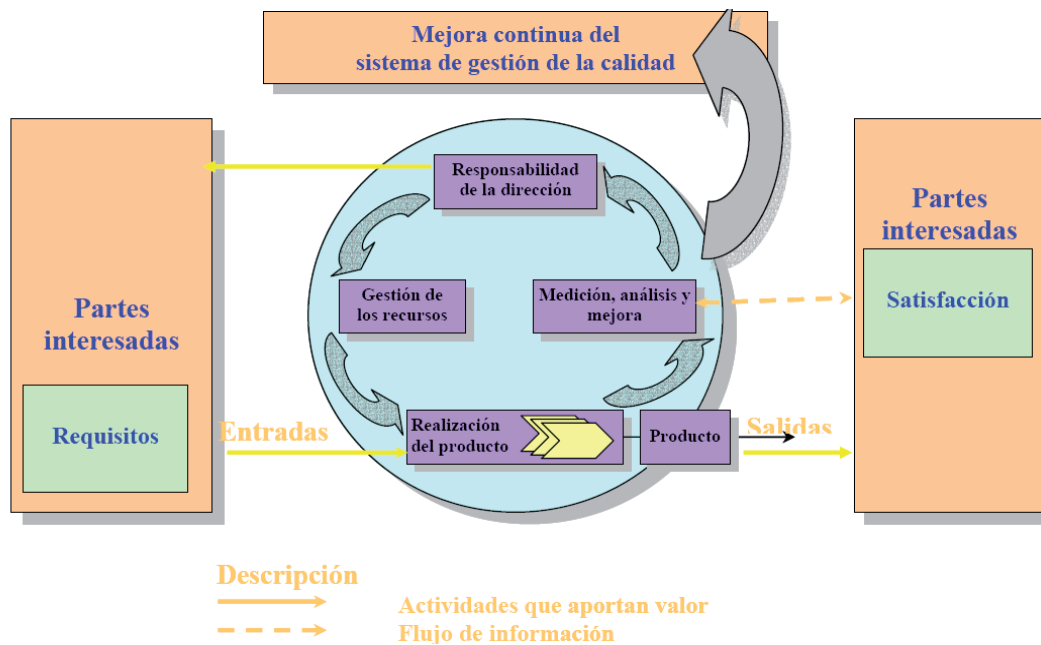 Mejora continua del
sistema de gestión de la calidad
Responsabilidad
de la dirección
Partes
interesadas
Gestión de
los recursos
Medición, análisis y
mejora
Satisfacción
Partes
interesadas
Requisitos
Entradas
Realización
del producto
Producto
Salidas
Descripción
Actividades que aportan valor
Flujo de información